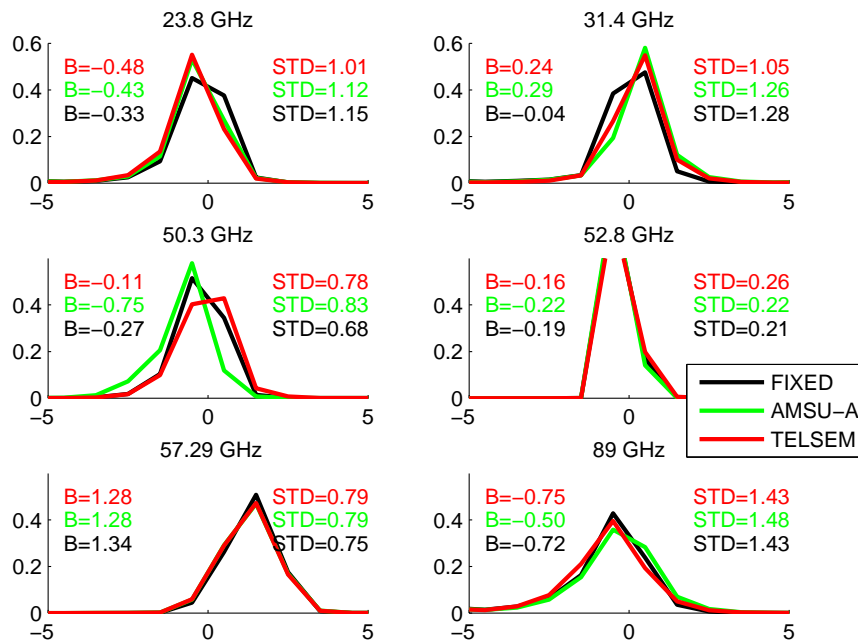 23.8 GHz
31.4 GHz
0.6
B=−0.48 STD=1.01
0.4
B=−0.43 STD=1.12
B=−0.33 STD=1.15
0.2
0
−5 0 5
0.6
B=0.24 STD=1.05
0.4
B=0.29 STD=1.26
B=−0.04 STD=1.28
0.2
0
−5 0 5
50.3 GHz
52.8 GHz
B=−0.11 STD=0.78
0.4
B=−0.75 STD=0.83
B=−0.27 STD=0.68
0.2
0
−5 0 5
B=−0.16 STD=0.26
0.4
B=−0.22 STD=0.22
B=−0.19 STD=0.21
0.2
0
−5 0 5
FIXED
AMSU−A
TELSEM
57.29 GHz
89 GHz
B=1.28 STD=0.79
0.4
B=1.28 STD=0.79
B=1.34 STD=0.75
0.2
0
−5 0 5
B=−0.75 STD=1.43
0.4
B=−0.50 STD=1.48
B=−0.72 STD=1.43
0.2
0
−5 0 5